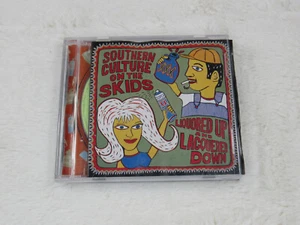 SOUTHERN
CULTURE
ON THE
SKIDS
LIQUORED UP
AND
LACQUERED
DOWN